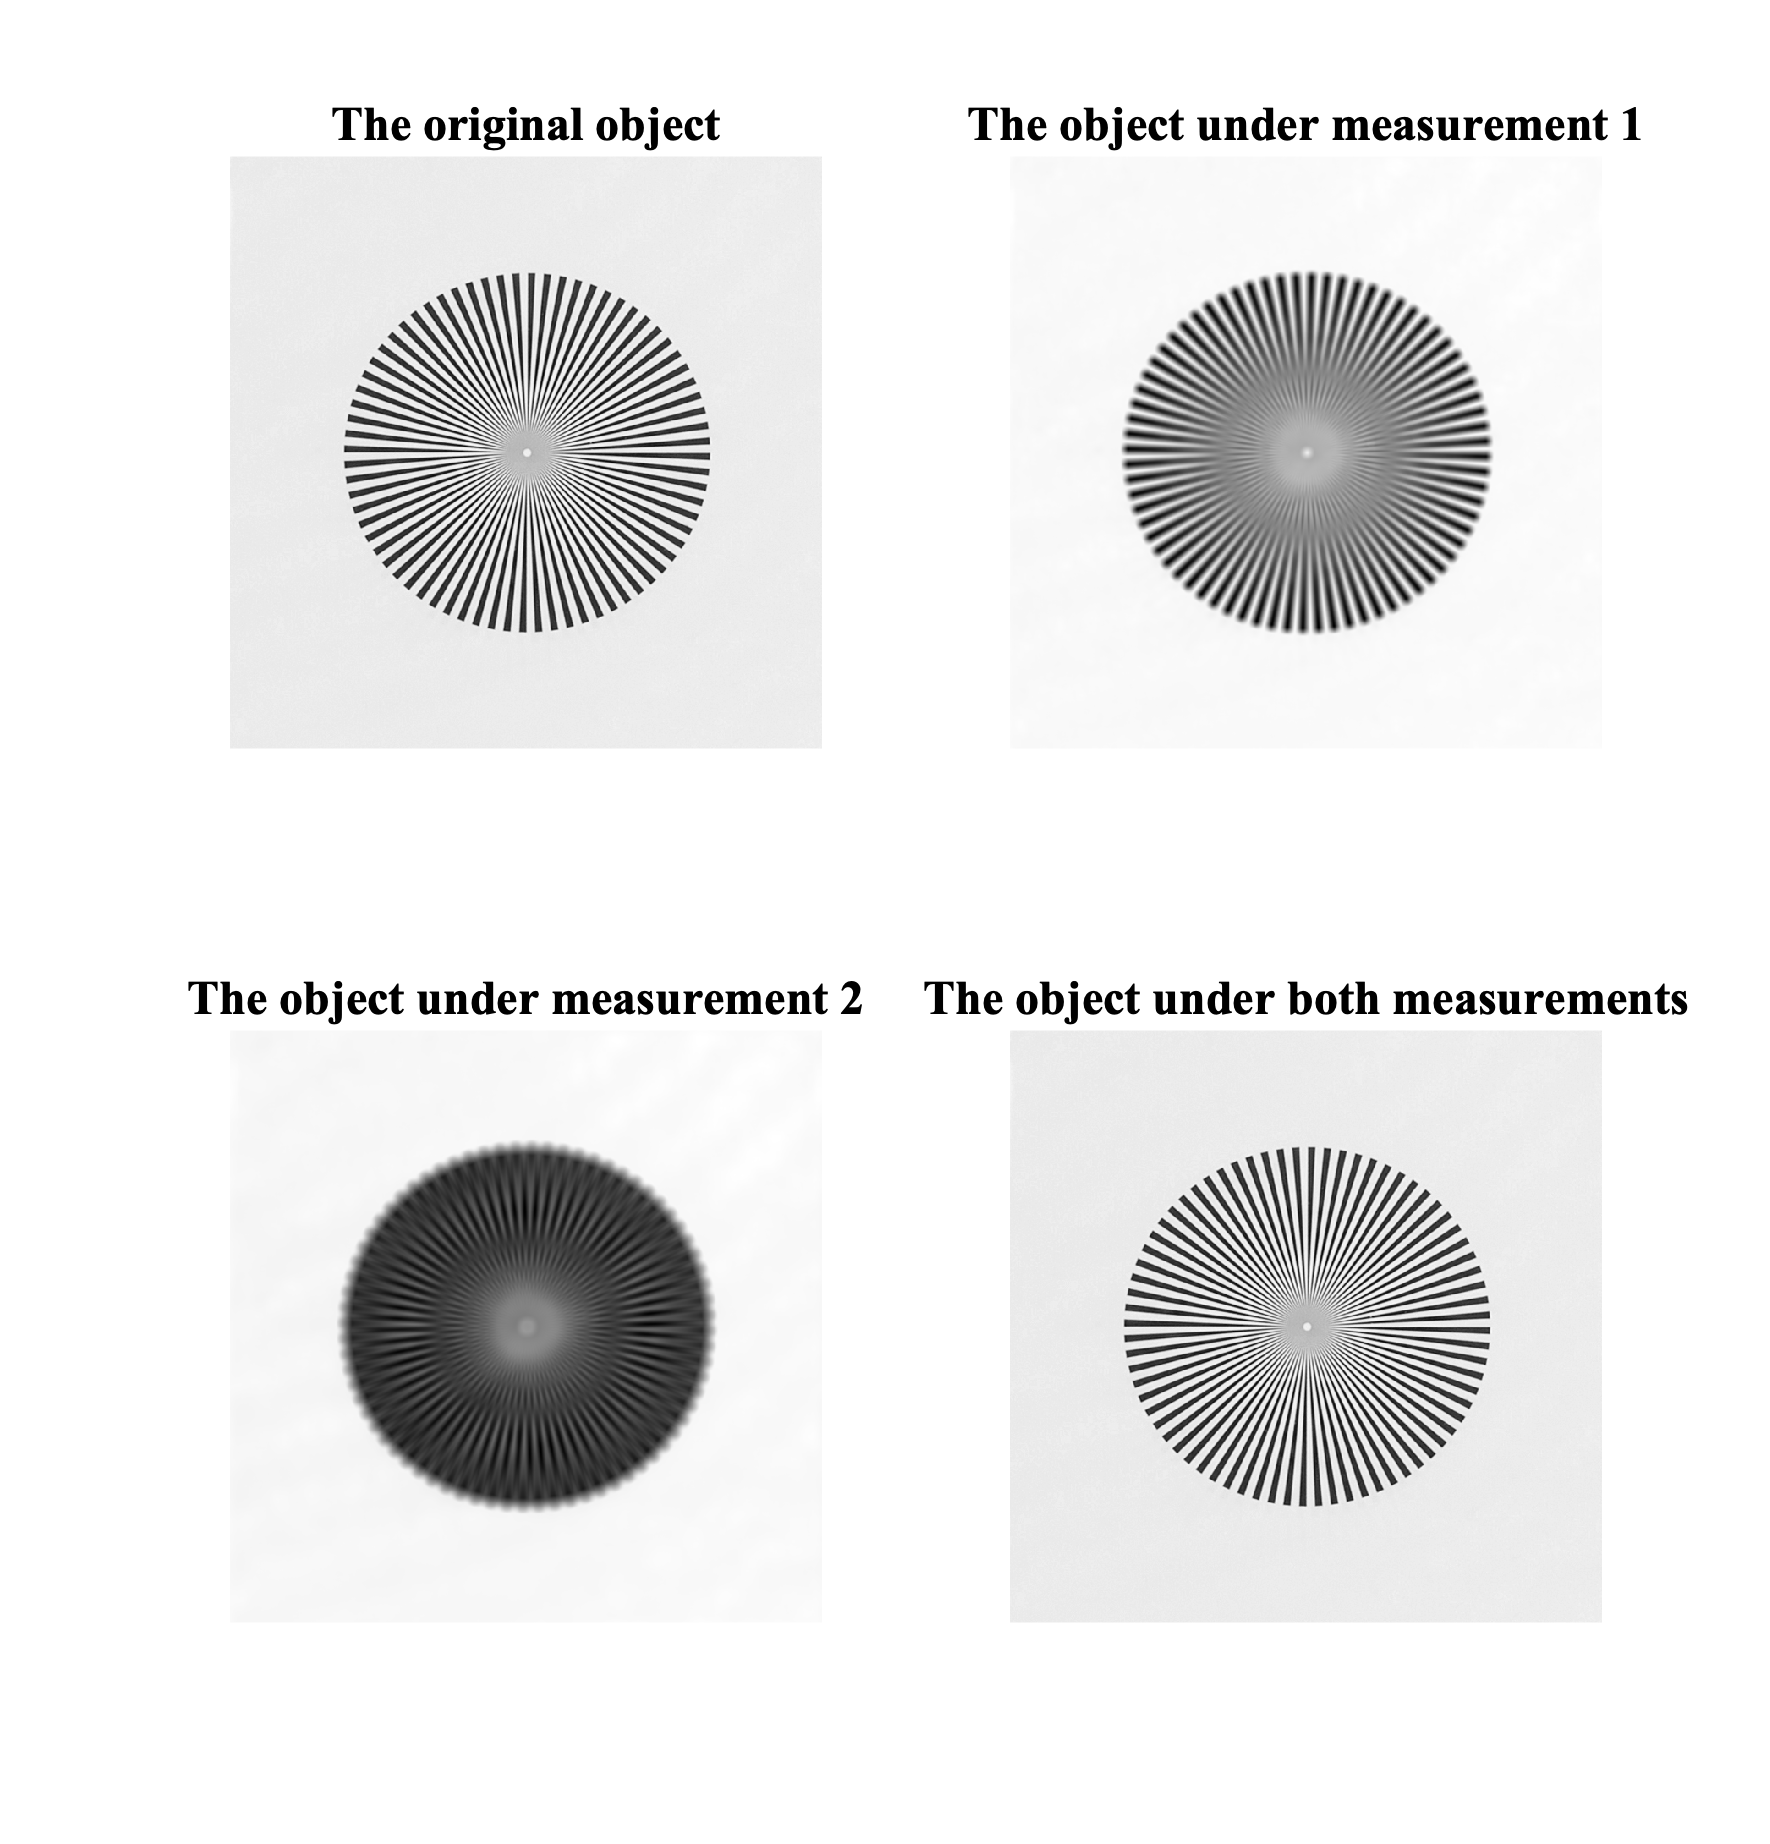 The original object
The object under measurement 1
The object under measurement 2
The object under both measurements